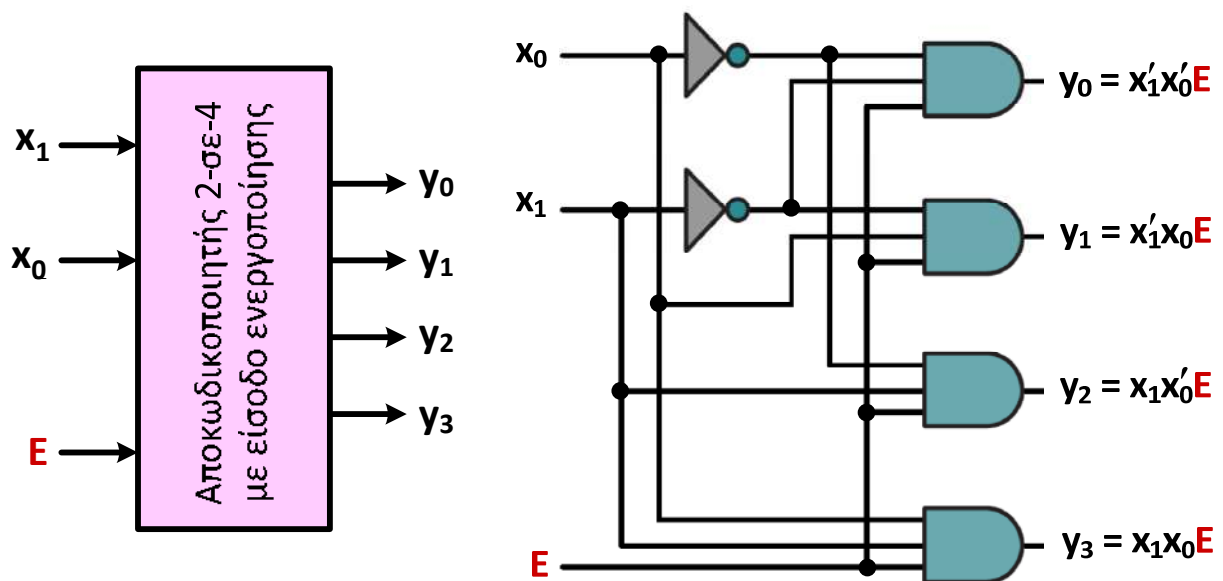 x₁
x₀
E
Αποκωδικοποιητής 2-σε-4
με είσοδο ενεργοποίησης
y₀
y₁
y₂
y₃
x₀
x₁
E
y₀ = x₁′x₀′E
y₁ = x₁′x₀E
y₂ = x₁x₀′E
y₃ = x₁x₀E